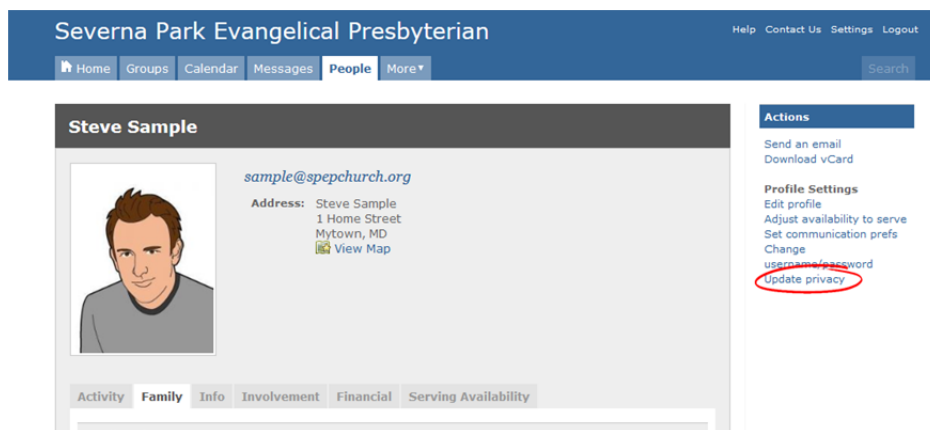 Severna Park Evangelical Presbyterian
Help Contact Us Settings Logout
Home Groups Calendar Messages People More▼
Search
Steve Sample
sample@spepchurch.org
Address: Steve Sample
1 Home Street
Mytown, MD
View Map
Activity Family Info Involvement Financial Serving Availability
Actions
Send an email
Download vCard
Profile Settings
Edit profile
Adjust availability to serve
Set communication prefs
Change
username/password
Update privacy